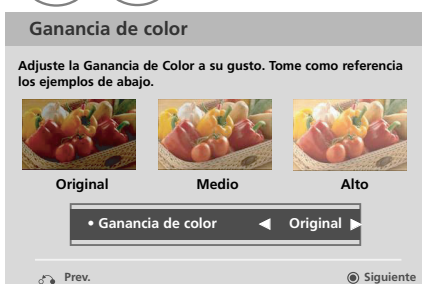 Ganancia de color
Adjuste la Ganancia de Color a su gusto. Tome como referencia
los ejemplos de abajo.
Original Medio Alto
• Ganancia de color ◀ Original ▶
Prev. Siguiente